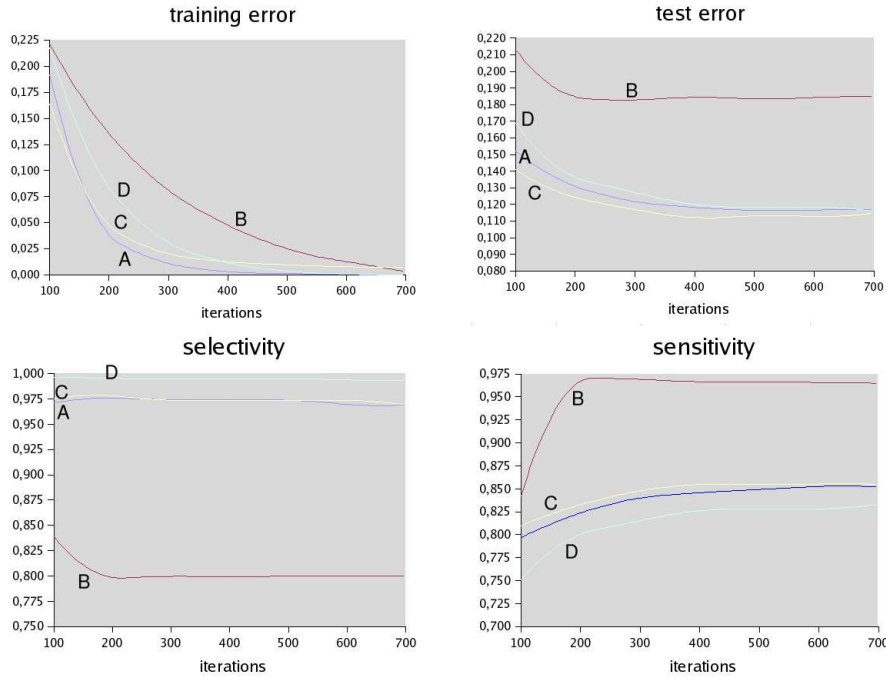 training error
0,225
0,200
0,175
0,150
0,125
0,100
0,075
0,050
0,025
0,000
D
C
A
B
100 200 300 400 500 600 700
iterations
test error
0,220
0,210
0,200
0,190
0,180
0,170
0,160
0,150
0,140
0,130
0,120
0,110
0,100
0,090
0,080
B
D
A
C
100 200 300 400 500 600 700
iterations
selectivity
1,000
0,975
0,950
0,925
0,900
0,875
0,850
0,825
0,800
0,775
0,750
D
C
A
B
100 200 300 400 500 600 700
iterations
sensitivity
0,975
0,950
0,925
0,900
0,875
0,850
0,825
0,800
0,775
0,750
0,725
0,700
B
C
D
100 200 300 400 500 600 700
iterations